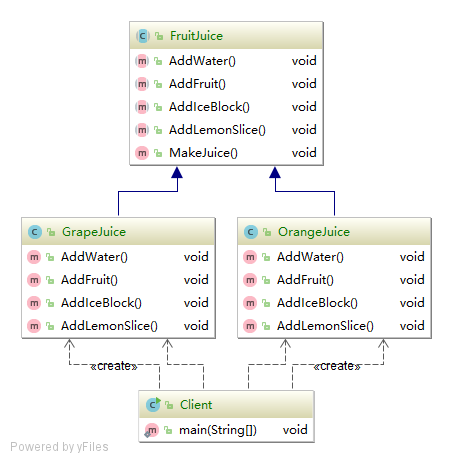 FruitJuice
AddWater() void
AddFruit() void
AddIceBlock() void
AddLemonSlice() void
MakeJuice() void
GrapeJuice
AddWater() void
AddFruit() void
AddIceBlock() void
AddLemonSlice() void
OrangeJuice
AddWater() void
AddFruit() void
AddIceBlock() void
AddLemonSlice() void
«create»
«create»
Client
main(String[]) void
Powered by yFiles